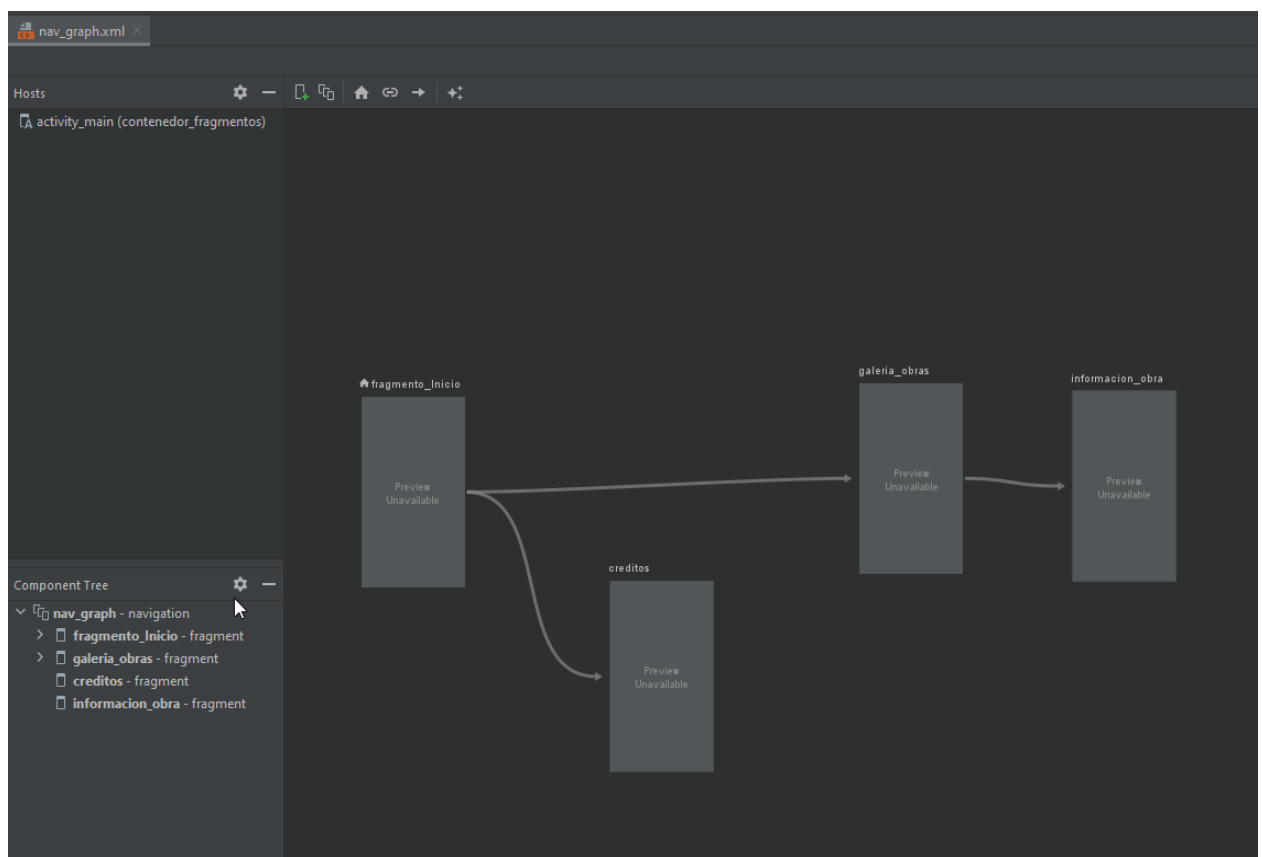 nav_graph.xml
Hosts
activity_main (contenedor_fragmentos)
fragmento_Inicio
Preview
Unavailable
galeria_obras
Preview
Unavailable
informacion_obra
Preview
Unavailable
creditos
Preview
Unavailable
Component Tree
nav_graph - navigation
fragmento_Inicio - fragment
galeria_obras - fragment
creditos - fragment
informacion_obra - fragment